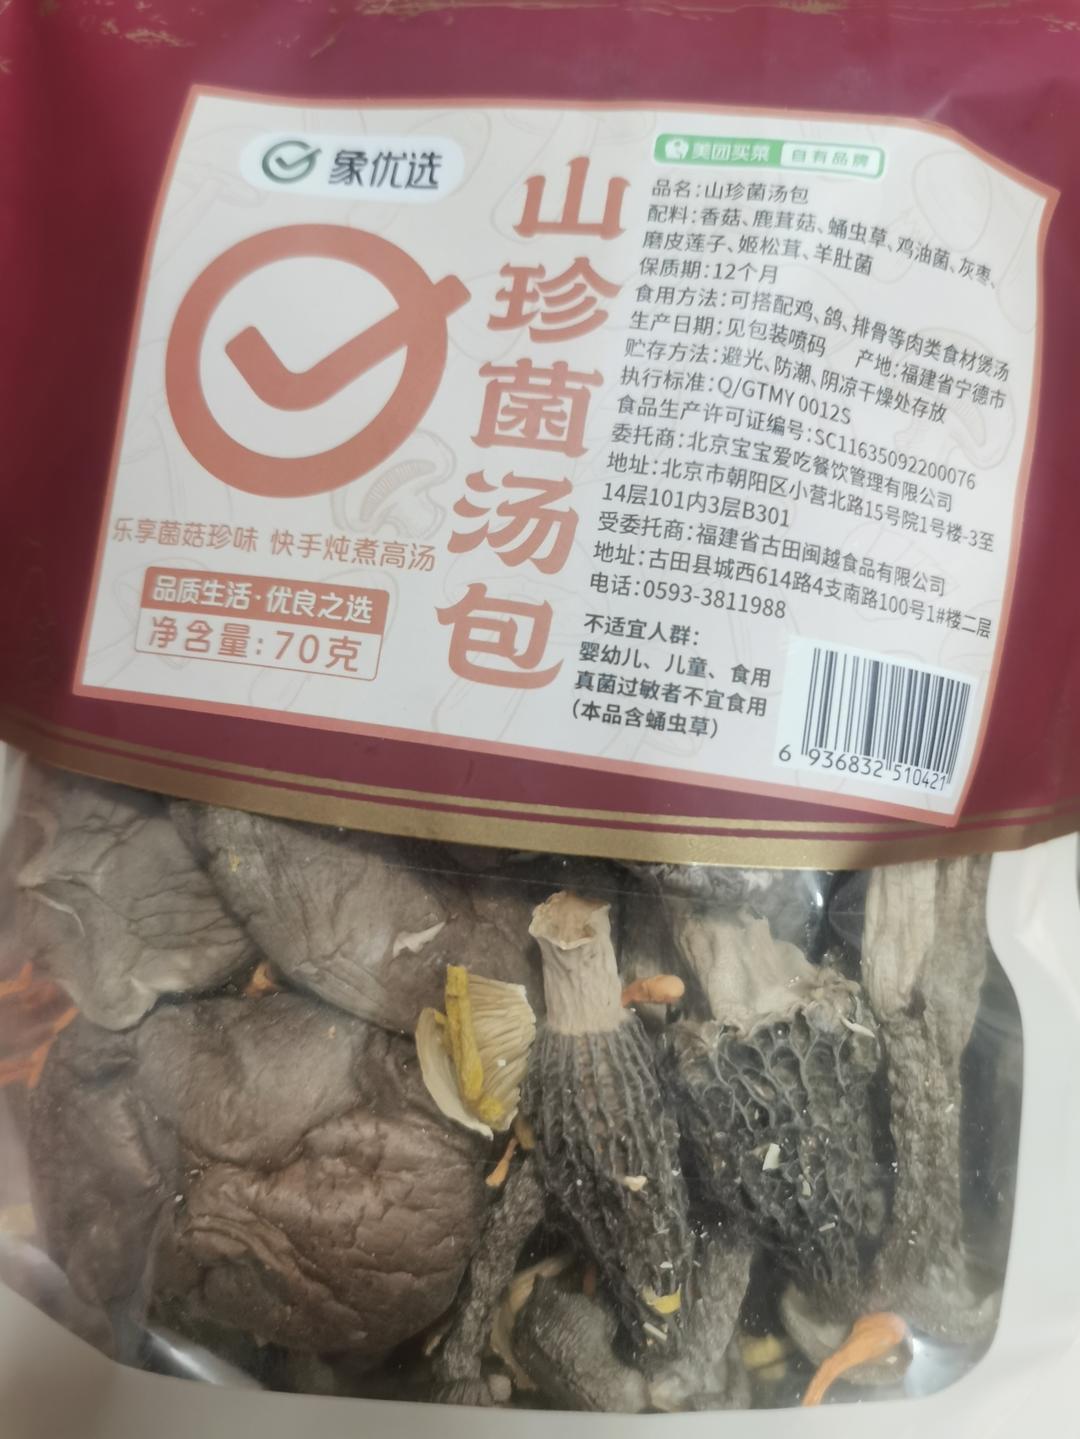 象优选
山珍菌汤包
乐享菌菇珍味 快手炖煮高汤
品质生活·优良之选
净含量:70克
美团买菜 自有品牌
品名:山珍菌汤包
配料:香菇、鹿茸菇、蛹虫草、鸡油菌、灰枣、
磨皮莲子、姬松茸、羊肚菌
保质期:12个月
食用方法:可搭配鸡、鸽、排骨等肉类食材煲汤
生产日期:见包装喷码 产地:福建省宁德市
贮存方法:避光、防潮、阴凉干燥处存放
执行标准:Q/GTMY 0012S
食品生产许可证编号:SC11635092200076
委托商:北京宝宝爱吃餐饮管理有限公司
地址:北京市朝阳区小营北路15号院1号楼-3至
14层101内3层B301
受委托商:福建省古田闽越食品有限公司
地址:古田县城西614路4支南路100号1#楼二层
电话:0593-3811988
不适宜人群:
婴幼儿、儿童、食用
真菌过敏者不宜食用
(本品含蛹虫草)
6 936832 510421